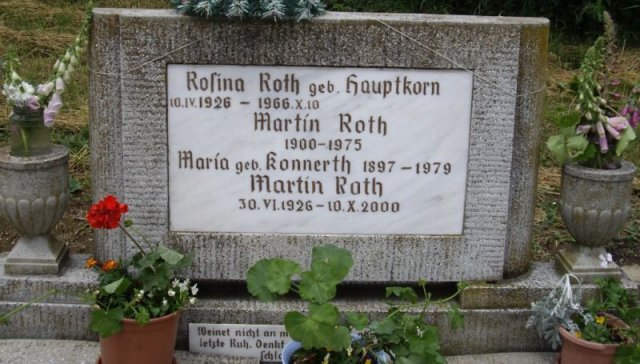 Rosina Roth geb. Hauptkorn
10.IV.1926 – 1966.X.10
Martin Roth
1900-1975
Maria geb. Konnerth 1897-1979
Martin Roth
30.VI.1926-10.X.2000
Weinet nicht an m
letzte Ruh. Denkt